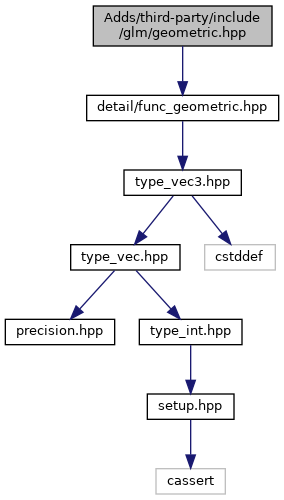 Adds/third-party/include
/glm/geometric.hpp
detail/func_geometric.hpp
type_vec3.hpp
type_vec.hpp
cstddef
precision.hpp
type_int.hpp
setup.hpp
cassert